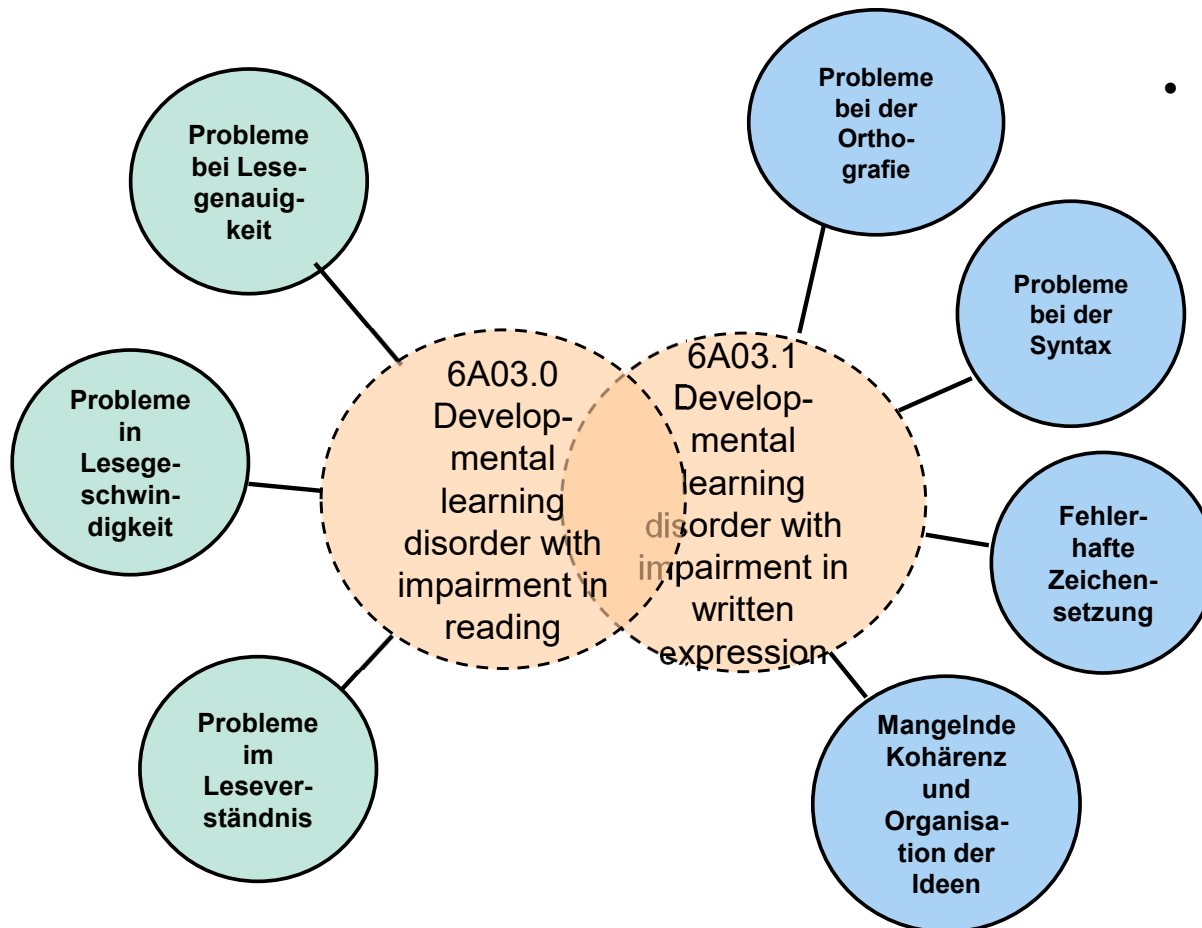 Probleme
bei Lese-
genauig-
keit
Probleme
in
Lesege-
schwin-
digkeit
Probleme
im
Lesever-
ständnis
6A03.0
Develop-
mental
learning
disorder with
impairment in
reading
6A03.1
Develop-
mental
learning
disorder with
impairment in
written
expression
Probleme
bei der
Ortho-
grafie
Probleme
bei der
Syntax
Fehler-
hafte
Zeichen-
setzung
Mangelnde
Kohärenz
und
Organisa-
tion der
Ideen
•